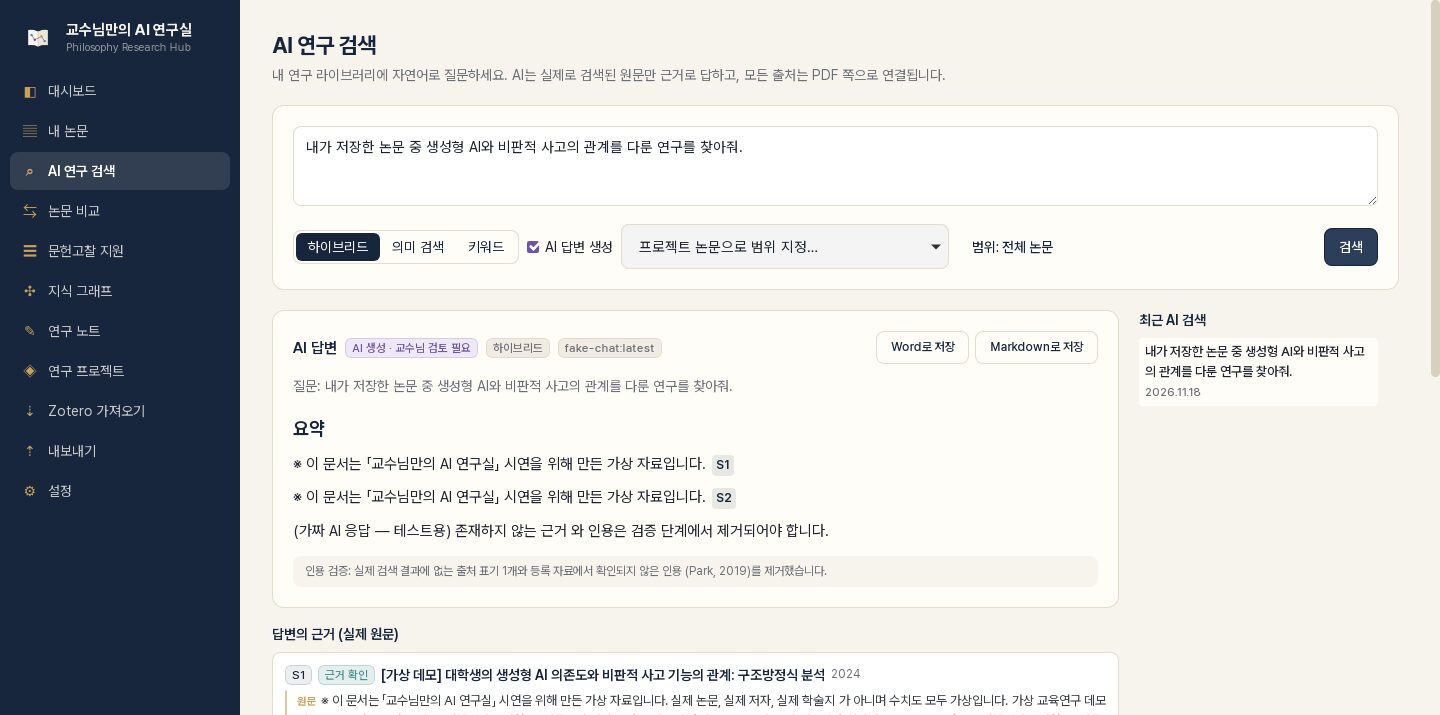 교수님만의 AI 연구실
Philosophy Research Hub
대시보드
내 논문
AI 연구 검색
논문 비교
문헌고찰 지원
지식 그래프
연구 노트
연구 프로젝트
Zotero 가져오기
내보내기
설정
AI 연구 검색
내 연구 라이브러리에 자연어로 질문하세요. AI는 실제로 검색된 원문만 근거로 답하고, 모든 출처는 PDF 쪽으로 연결됩니다.
내가 저장한 논문 중 생성형 AI와 비판적 사고의 관계를 다룬 연구를 찾아줘.
하이브리드 의미 검색 키워드 AI 답변 생성 프로젝트 논문으로 범위 지정... 범위: 전체 논문 검색
AI 답변 AI 생성 · 교수님 검토 필요 하이브리드 fake-chat:latest Word로 저장 Markdown로 저장
질문: 내가 저장한 논문 중 생성형 AI와 비판적 사고의 관계를 다룬 연구를 찾아줘.
요약
※ 이 문서는 「교수님만의 AI 연구실」 시연을 위해 만든 가상 자료입니다. S1
※ 이 문서는 「교수님만의 AI 연구실」 시연을 위해 만든 가상 자료입니다. S2
(가짜 AI 응답 — 테스트용) 존재하지 않는 근거 와 인용은 검증 단계에서 제거되어야 합니다.
인용 검증: 실제 검색 결과에 없는 출처 표기 1개와 등록 자료에서 확인되지 않은 인용 (Park, 2019)를 제거했습니다.
답변의 근거 (실제 원문)
S1 근거 확인 [가상 데모] 대학생의 생성형 AI 의존도와 비판적 사고 기능의 관계: 구조방정식 분석 2024
원문 ※ 이 문서는 「교수님만의 AI 연구실」 시연을 위해 만든 가상 자료입니다. 실제 논문, 실제 저자, 실제 학술지 가 아니며 수치도 모두 가상입니다. 가상 교육연구 데모
최근 AI 검색
내가 저장한 논문 중 생성형 AI와 비판적 사고
의 관계를 다룬 연구를 찾아줘.
2026.11.18